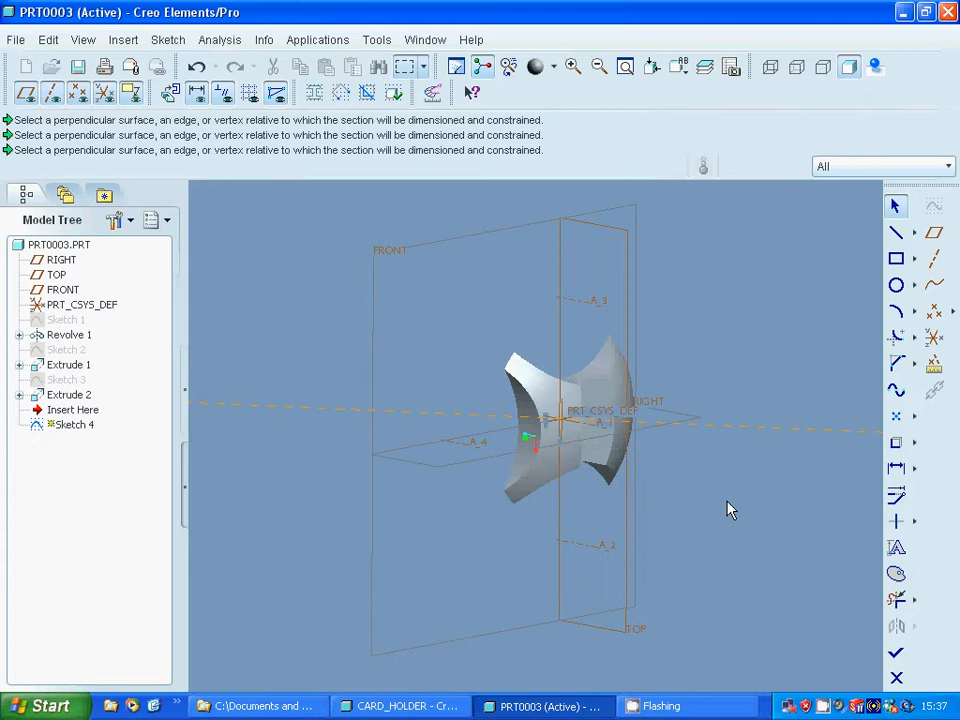 PRT0003 (Active) - Creo Elements/Pro
File Edit View Insert Sketch Analysis Info Applications Tools Window Help
Select a perpendicular surface, an edge, or vertex relative to which the section will be dimensioned and constrained.
Select a perpendicular surface, an edge, or vertex relative to which the section will be dimensioned and constrained.
Select a perpendicular surface, an edge, or vertex relative to which the section will be dimensioned and constrained.
All
Model Tree
PRT0003.PRT
RIGHT
TOP
FRONT
PRT_CSYS_DEF
Sketch 1
Revolve 1
Sketch 2
Extrude 1
Sketch 3
Extrude 2
Insert Here
Sketch 4
FRONT
A_3
RIGHT
PRT_CSYS_DEF
A_1
A_4
A_2
TOP
Start C:\Documents and ... CARD_HOLDER - Cr... PRT0003 (Active) - ... Flashing 15:37